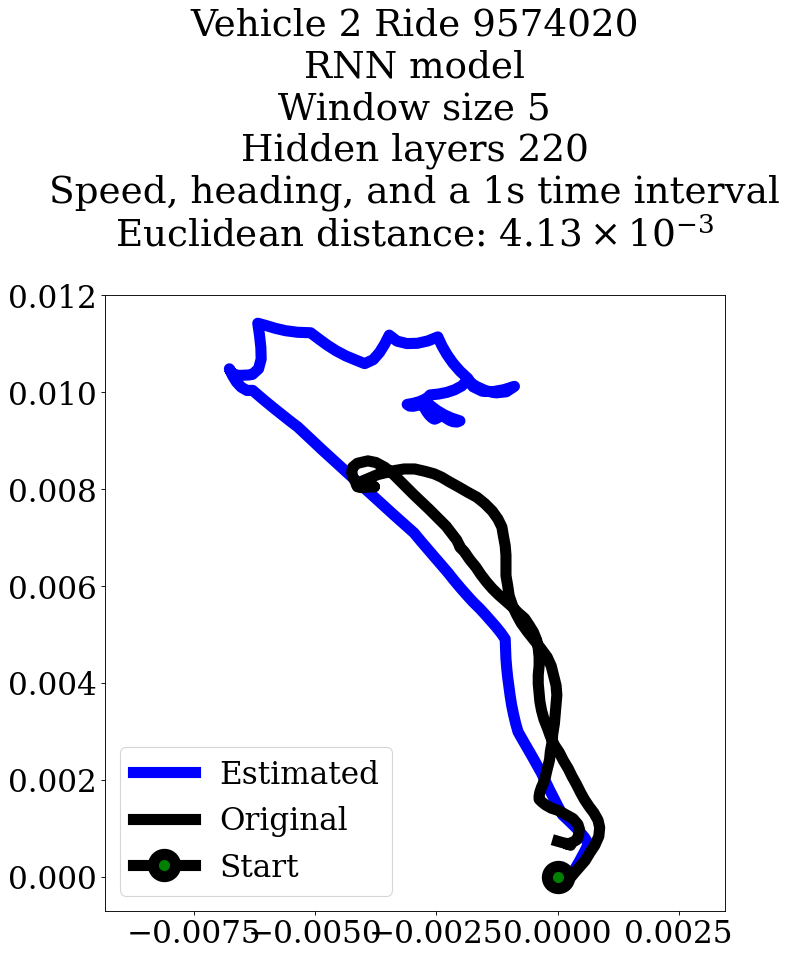 Vehicle 2 Ride 9574020
RNN model
Window size 5
Hidden layers 220
Speed, heading, and a 1s time interval
Euclidean distance: 4.13 × 10⁻³
0.012
0.010
0.008
0.006
0.004
0.002
0.000
Estimated
Original
Start
−0.0075 −0.0050 −0.0025 0.0000 0.0025